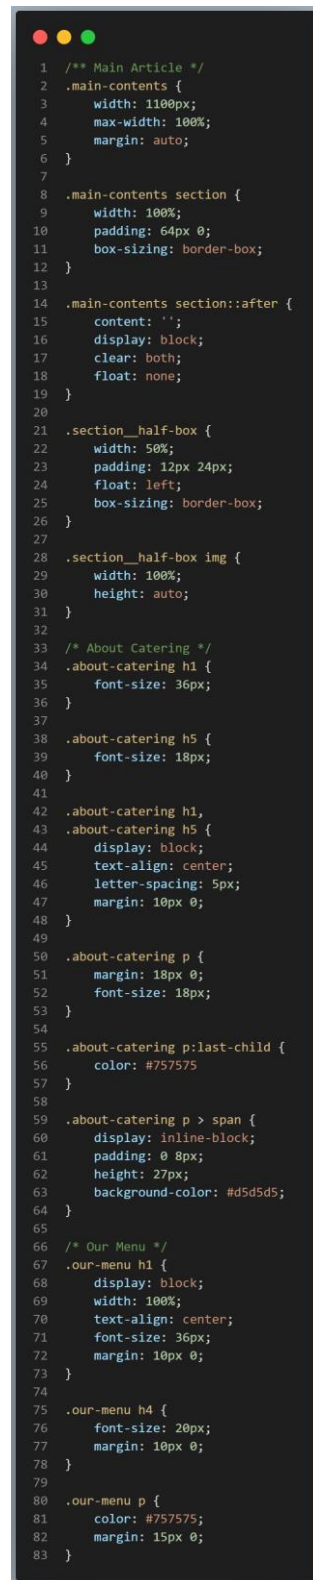 1 /** Main Article */
2 .main-contents {
3     width: 1100px;
4     max-width: 100%;
5     margin: auto;
6 }
7
8 .main-contents section {
9     width: 100%;
10     padding: 64px 0;
11     box-sizing: border-box;
12 }
13
14 .main-contents section::after {
15     content: '';
16     display: block;
17     clear: both;
18     float: none;
19 }
20
21 .section__half-box {
22     width: 50%;
23     padding: 12px 24px;
24     float: left;
25     box-sizing: border-box;
26 }
27
28 .section__half-box img {
29     width: 100%;
30     height: auto;
31 }
32
33 /* About Catering */
34 .about-catering h1 {
35     font-size: 36px;
36 }
37
38 .about-catering h5 {
39     font-size: 18px;
40 }
41
42 .about-catering h1,
43 .about-catering h5 {
44     display: block;
45     text-align: center;
46     letter-spacing: 5px;
47     margin: 10px 0;
48 }
49
50 .about-catering p {
51     margin: 18px 0;
52     font-size: 18px;
53 }
54
55 .about-catering p:last-child {
56     color: #757575
57 }
58
59 .about-catering p > span {
60     display: inline-block;
61     padding: 0 8px;
62     height: 27px;
63     background-color: #d5d5d5;
64 }
65
66 /* Our Menu */
67 .our-menu h1 {
68     display: block;
69     width: 100%;
70     text-align: center;
71     font-size: 36px;
72     margin: 10px 0;
73 }
74
75 .our-menu h4 {
76     font-size: 20px;
77     margin: 10px 0;
78 }
79
80 .our-menu p {
81     color: #757575;
82     margin: 15px 0;
83 }